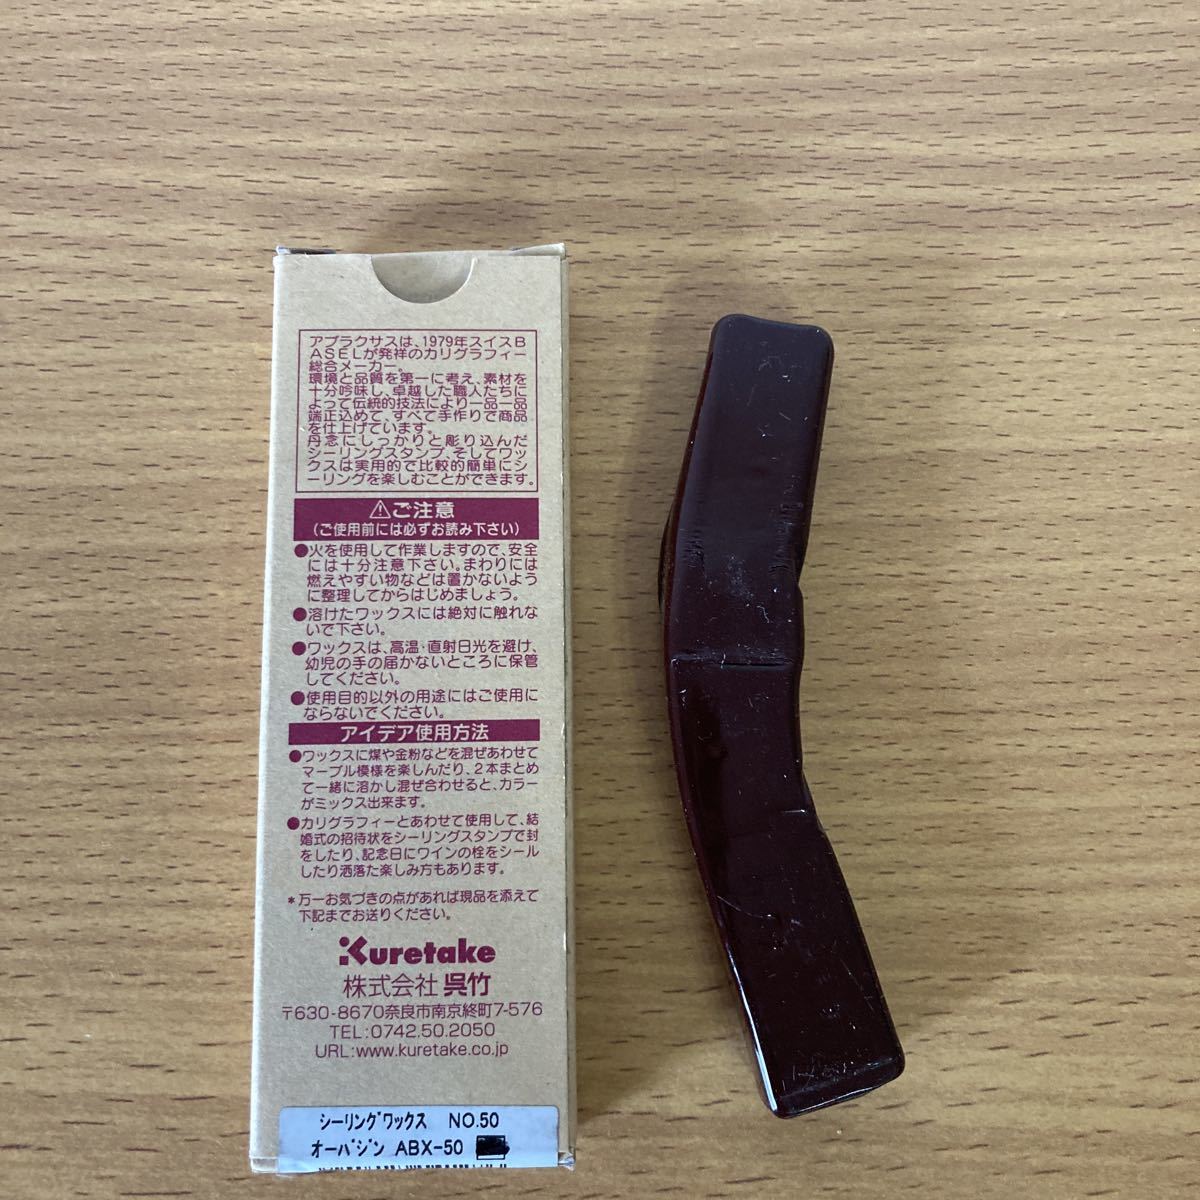 アブラクサスは、1979年スイスB
ASELが発祥のカリグラフィー
総合メーカー。
環境と品質を第一に考え、素材を
十分吟味し、卓越した職人たちに
よって伝統的技法により一品一品
端正込めて、すべて手作りで商品
を仕上げています。
丹念にしっかりと彫り込んだ
シーリングスタンプ、そしてワッ
クスは実用的で比較的簡単にシ
ーリングを楽しむことができます。
⚠ご注意
(ご使用前には必ずお読み下さい)
●火を使用して作業しますので、安全
には十分注意下さい。まわりには
燃えやすい物などは置かないよう
に整理してからはじめましょう。
●溶けたワックスには絶対に触れな
いで下さい。
●ワックスは、高温・直射日光を避け、
幼児の手の届かないところに保管
してください。
●使用目的以外の用途にはご使用に
ならないでください。
アイデア使用方法
●ワックスに煤や金粉などを混ぜあわせて
マーブル模様を楽しんだり、2本まとめ
て一緒に溶かし混ぜ合わせると、カラー
がミックス出来ます。
●カリグラフィーとあわせて使用して、結
婚式の招待状をシーリングスタンプで封
をしたり、記念日にワインの栓をシール
したり洒落た楽しみ方もあります。
*万一お気づきの点があれば現品を添えて
下記までお送りください。
Kuretake
株式会社 呉竹
〒630-8670奈良市南京終町7-576
TEL:0742.50.2050
URL:www.kuretake.co.jp
シーリングワックス NO.50
オーバジン ABX-50